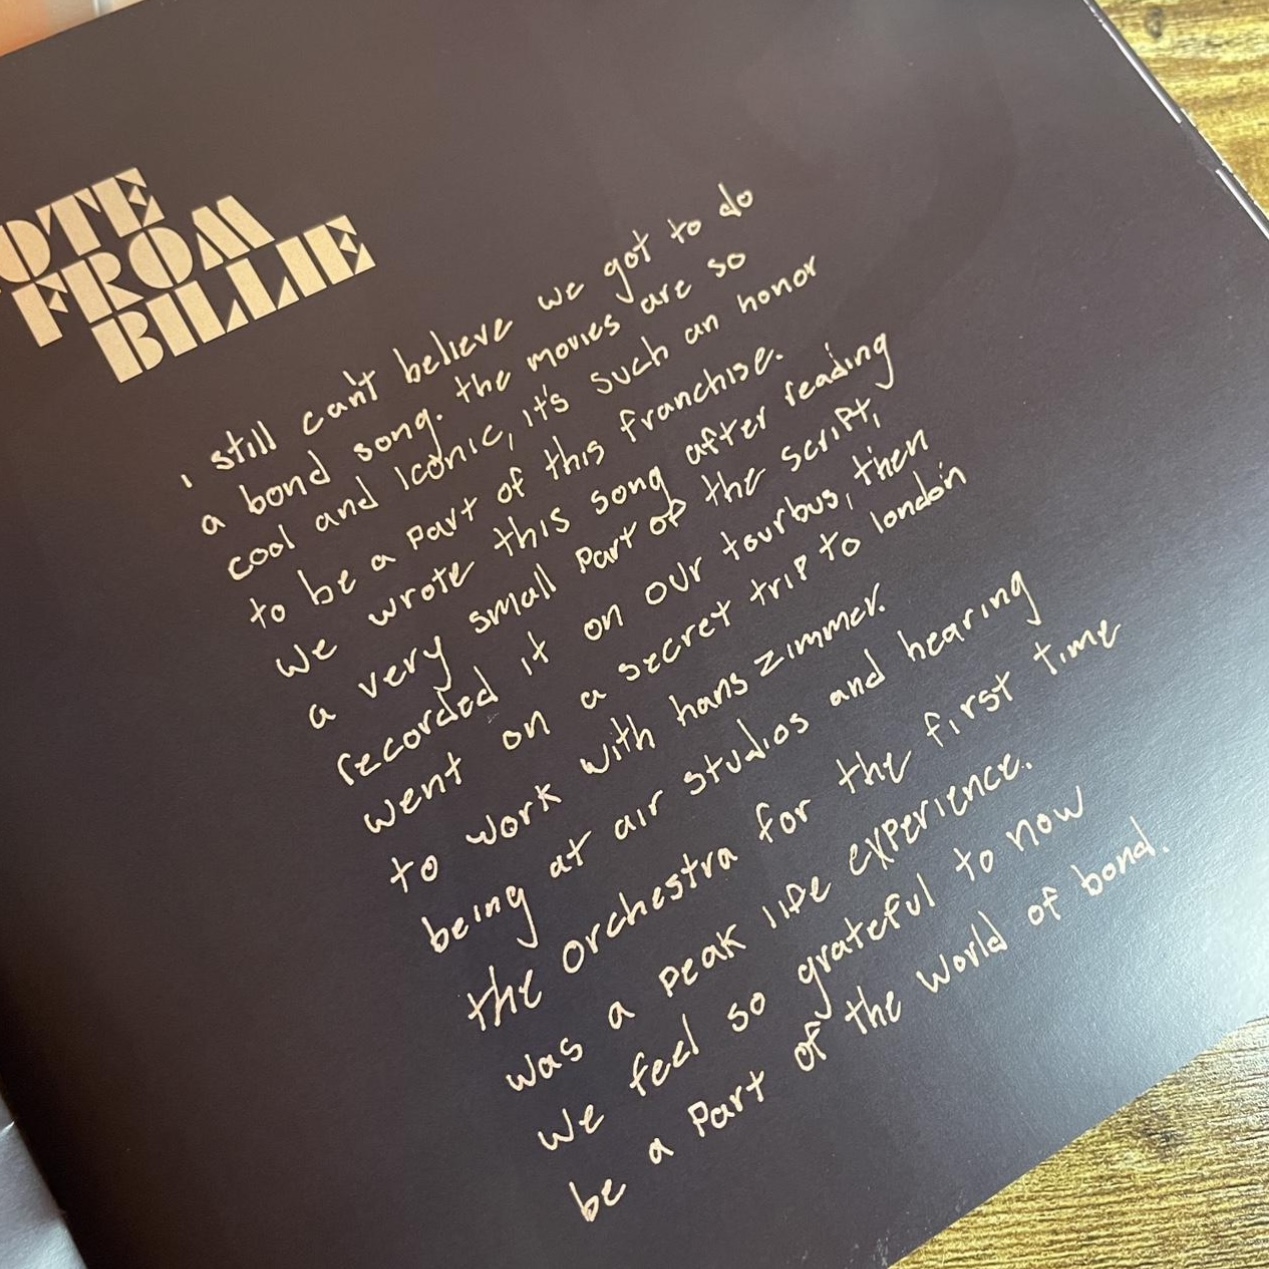 OTE
FROM
BILLIE
i still can't believe we got to do
a bond song. the movies are so
cool and iconic, it's such an honor
to be a part of this franchise.
we wrote this song after reading
a very small part of the script,
recorded it on our tourbus, then
went on a secret trip to london
to work with hans zimmer.
being at air studios and hearing
the orchestra for the first time
was a peak life experience.
we feel so grateful to now
be a part of the world of bond.